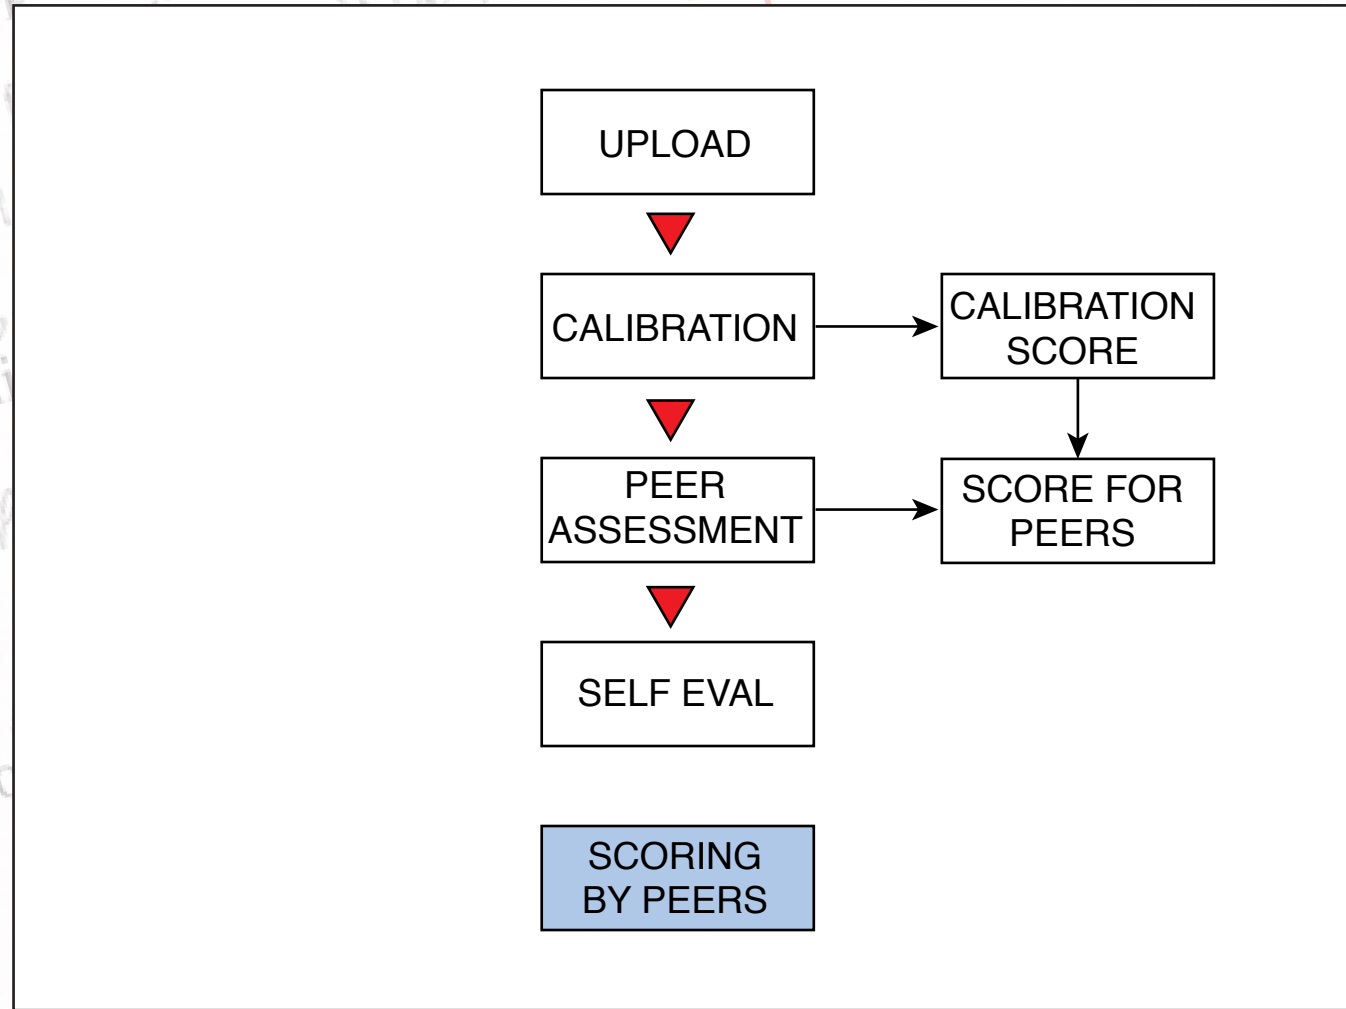 UPLOAD
CALIBRATION
CALIBRATION
SCORE
PEER
ASSESSMENT
SCORE FOR
PEERS
SELF EVAL
SCORING
BY PEERS